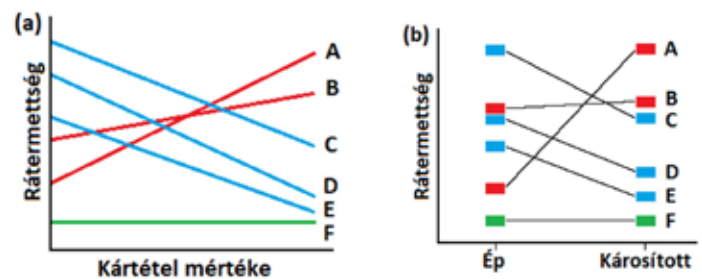 (a)
Rátermettség
A
B
C
D
E
F
Kártétel mértéke
(b)
Rátermettség
A
B
C
D
E
F
Ép
Károsított